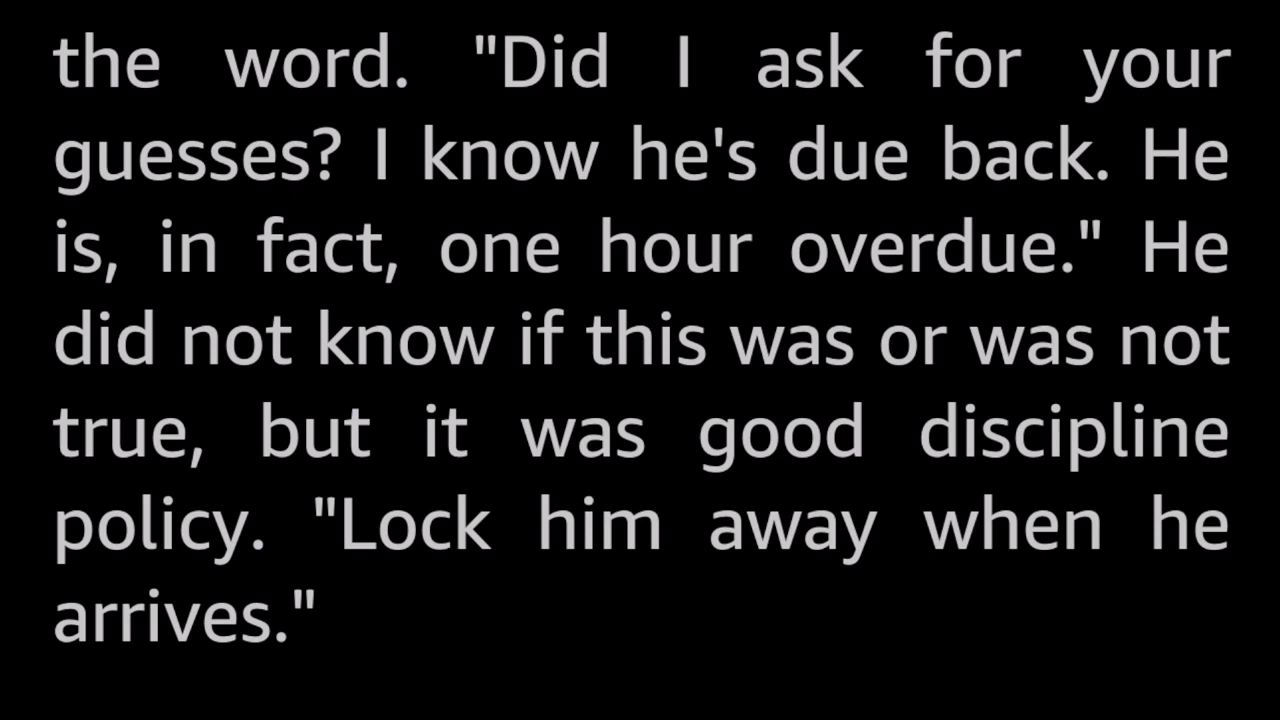 the word. "Did I ask for your
guesses? I know he's due back. He
is, in fact, one hour overdue." He
did not know if this was or was not
true, but it was good discipline
policy. "Lock him away when he
arrives."